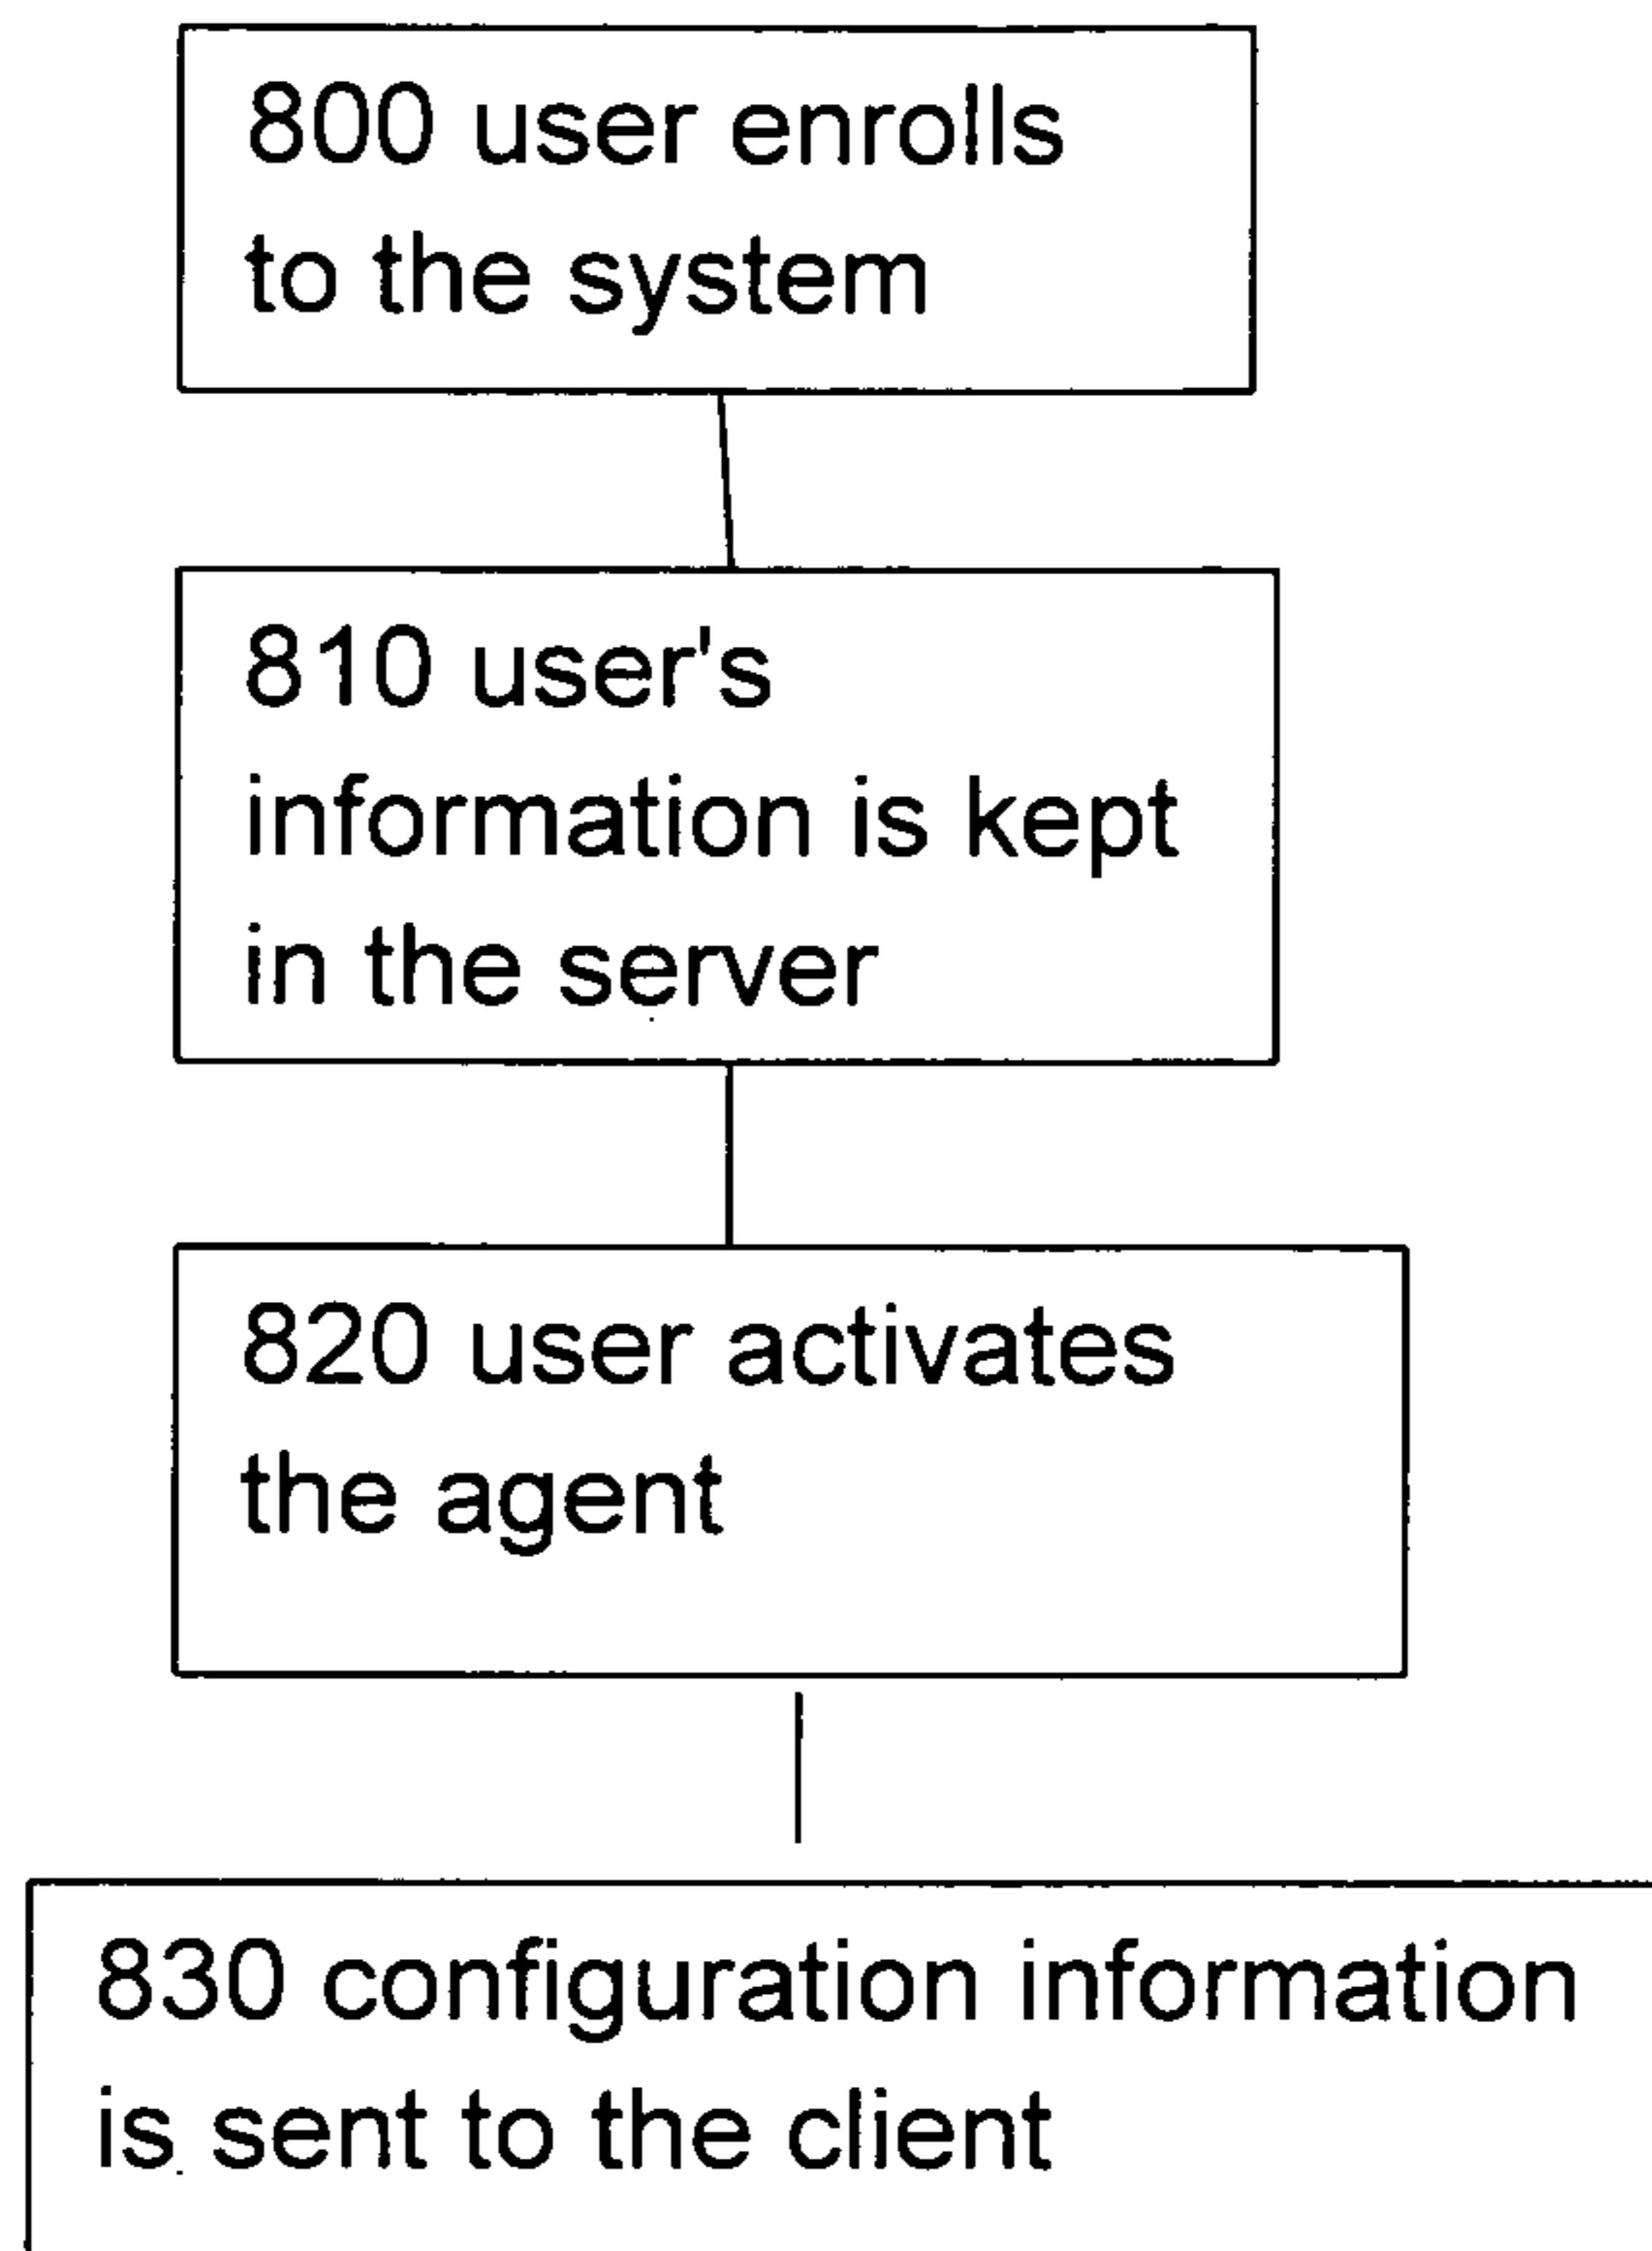 800 user enrolls
to the system
810 user's
information is kept
in the server
820 user activates
the agent
830 configuration information
is sent to the client